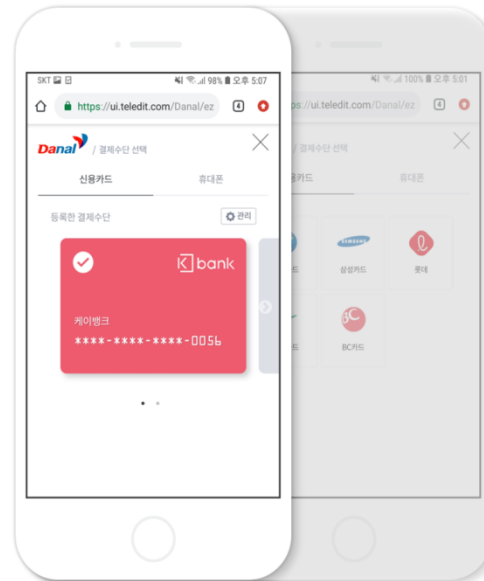 SKT 98% 오후 5:07
https://ui.teledit.com/Danal/ez 4
Danal / 결제수단 선택
신용카드 휴대폰
등록한 결제수단 관리
K bank
케이뱅크
****-****-****-0056
100% 오후 5:01
ps://ui.teledit.com/Danal/ez 4
/ 결제수단 선택
용카드 휴대폰
SAMSUNG
삼성카드 롯데
BC
BC카드